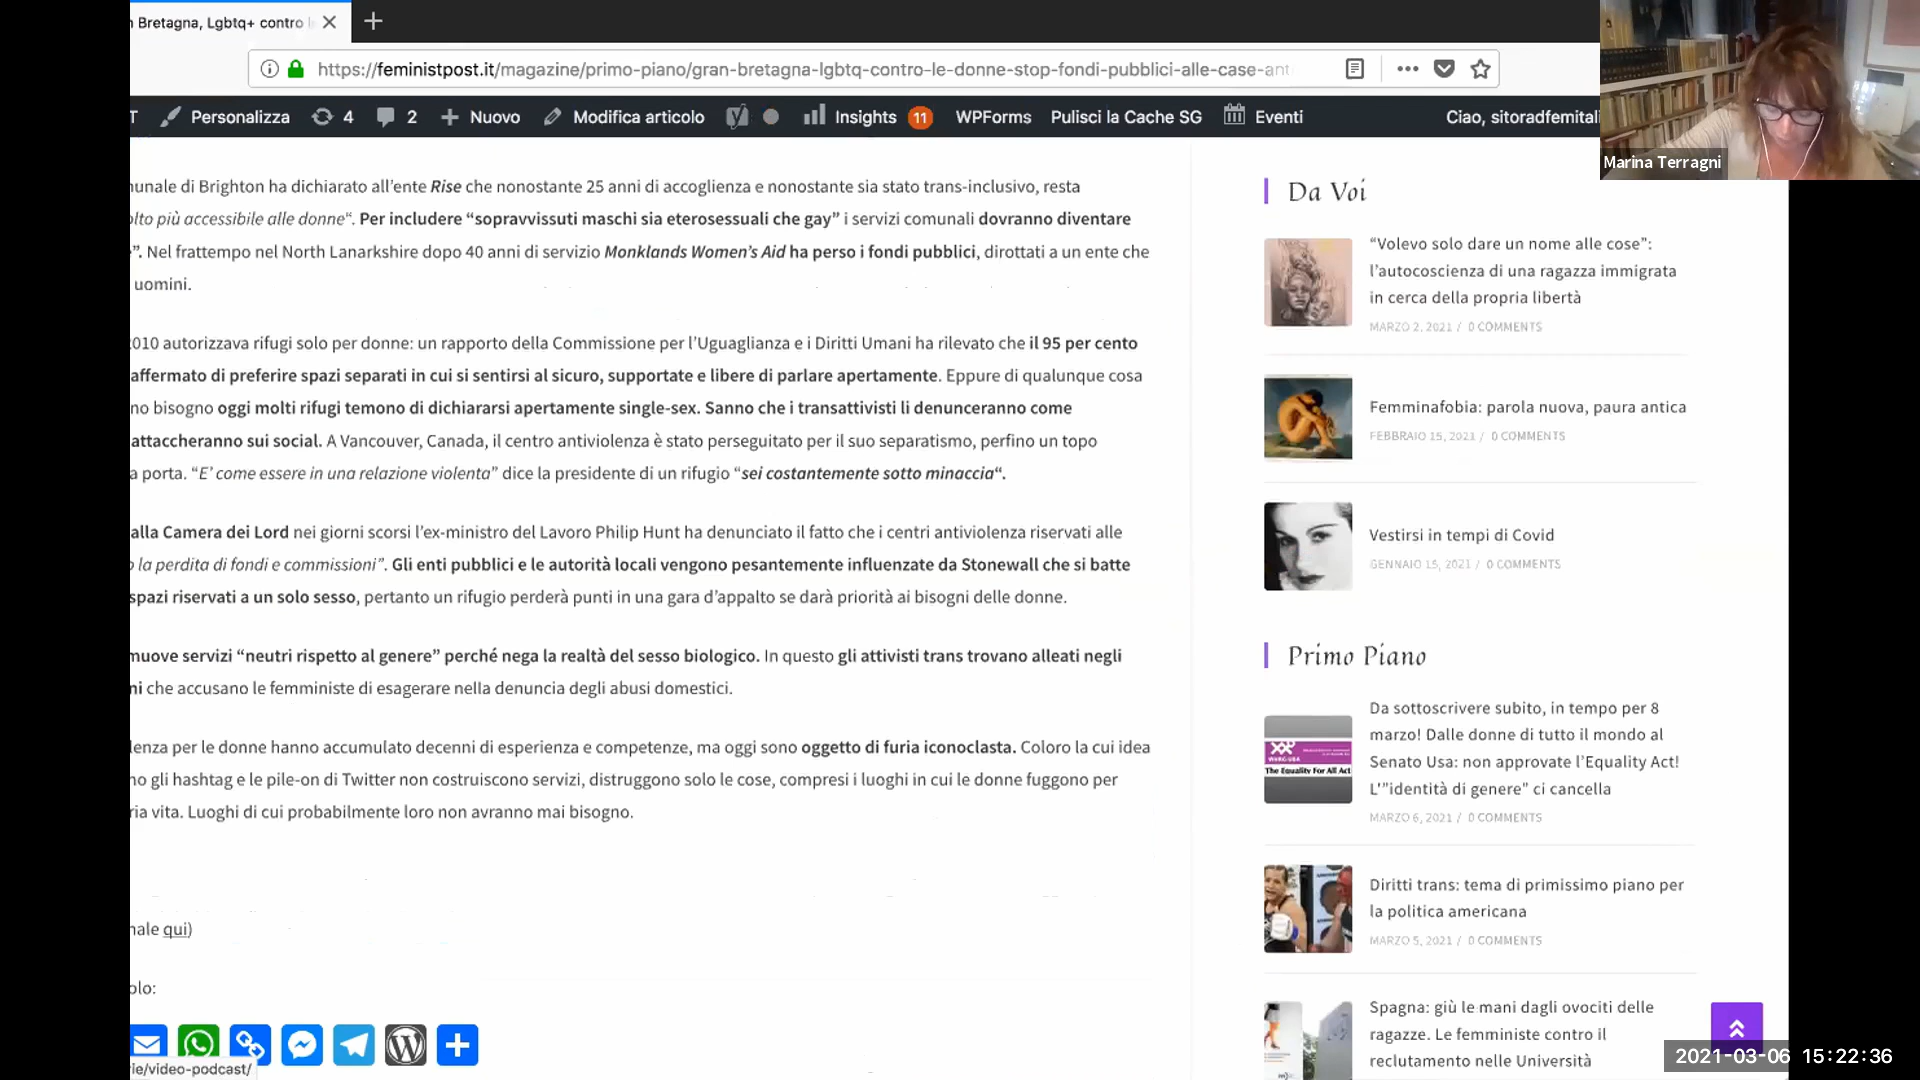 Bretagna, Lgbtq+ contro
https://feministpost.it/magazine/primo-piano/gran-bretagna-lgbtq-contro-le-donne-stop-fondi-pubblici-alle-case-ant
T Personalizza 4 2 Nuovo Modifica articolo Insights 11 WPForms Pulisci la Cache SG Eventi Ciao, sitoradfemitali
Marina Terragni
unale di Brighton ha dichiarato all’ente Rise che nonostante 25 anni di accoglienza e nonostante sia stato trans-inclusivo, resta
olto più accessibile alle donne“. Per includere “sopravvissuti maschi sia eterosessuali che gay” i servizi comunali dovranno diventare
”. Nel frattempo nel North Lanarkshire dopo 40 anni di servizio Monklands Women’s Aid ha perso i fondi pubblici, dirottati a un ente che
uomini.
2010 autorizzava rifugi solo per donne: un rapporto della Commissione per l’Uguaglianza e i Diritti Umani ha rilevato che il 95 per cento
affermato di preferire spazi separati in cui si sentirsi al sicuro, supportate e libere di parlare apertamente. Eppure di qualunque cosa
no bisogno oggi molti rifugi temono di dichiararsi apertamente single-sex. Sanno che i transattivisti li denunceranno come
attaccheranno sui social. A Vancouver, Canada, il centro antiviolenza è stato perseguitato per il suo separatismo, perfino un topo
a porta. “E’ come essere in una relazione violenta” dice la presidente di un rifugio “sei costantemente sotto minaccia“.
alla Camera dei Lord nei giorni scorsi l’ex-ministro del Lavoro Philip Hunt ha denunciato il fatto che i centri antiviolenza riservati alle
o la perdita di fondi e commissioni”. Gli enti pubblici e le autorità locali vengono pesantemente influenzate da Stonewall che si batte
spazi riservati a un solo sesso, pertanto un rifugio perderà punti in una gara d’appalto se darà priorità ai bisogni delle donne.
muove servizi “neutri rispetto al genere” perché nega la realtà del sesso biologico. In questo gli attivisti trans trovano alleati negli
ni che accusano le femministe di esagerare nella denuncia degli abusi domestici.
lenza per le donne hanno accumulato decenni di esperienza e competenze, ma oggi sono oggetto di furia iconoclasta. Coloro la cui idea
no gli hashtag e le pile-on di Twitter non costruiscono servizi, distruggono solo le cose, compresi i luoghi in cui le donne fuggono per
ria vita. Luoghi di cui probabilmente loro non avranno mai bisogno.
nale qui)
olo:
ie/video-podcast/
Da Voi
“Volevo solo dare un nome alle cose”:
l’autocoscienza di una ragazza immigrata
in cerca della propria libertà
MARZO 2, 2021 / 0 COMMENTS
Femminafobia: parola nuova, paura antica
FEBBRAIO 15, 2021 / 0 COMMENTS
Vestirsi in tempi di Covid
GENNAIO 15, 2021 / 0 COMMENTS
Primo Piano
WHRC-USA
The Equality For All Act
Da sottoscrivere subito, in tempo per 8
marzo! Dalle donne di tutto il mondo al
Senato Usa: non approvate l’Equality Act!
L’”identità di genere” ci cancella
MARZO 6, 2021 / 0 COMMENTS
Diritti trans: tema di primissimo piano per
la politica americana
MARZO 5, 2021 / 0 COMMENTS
Spagna: giù le mani dagli ovociti delle
ragazze. Le femministe contro il
reclutamento nelle Università
2021-03-06 15:22:36